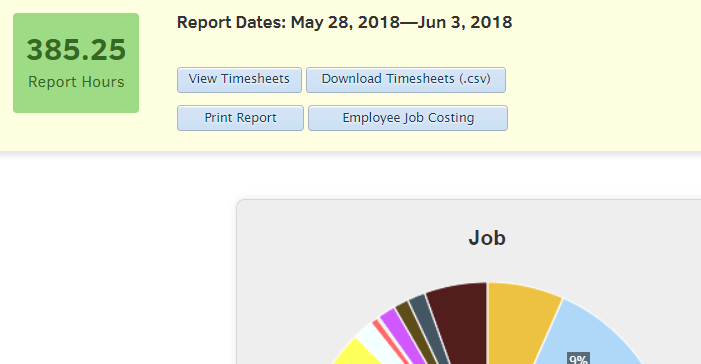 385.25
Report Hours
Report Dates: May 28, 2018—Jun 3, 2018
View Timesheets
Download Timesheets (.csv)
Print Report
Employee Job Costing
Job
9%